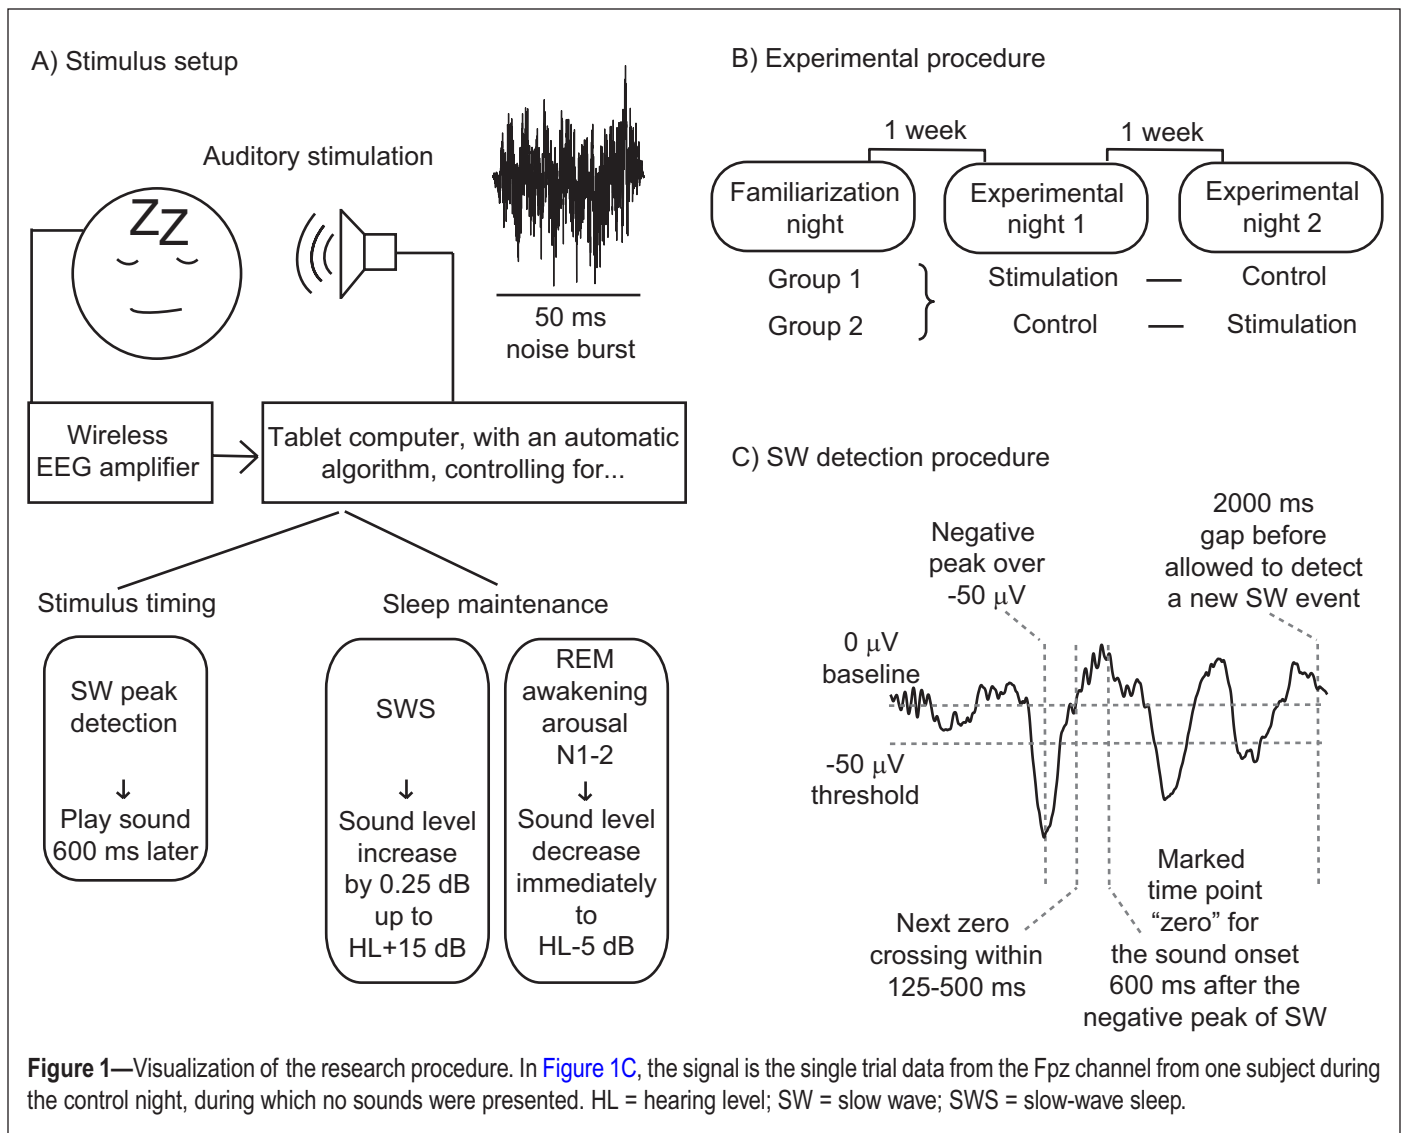 A) Stimulus setup
Auditory stimulation
ZZ
50 ms
noise burst
Wireless
EEG amplifier
Tablet computer, with an automatic
algorithm, controlling for...
Stimulus timing
SW peak
detection
↓
Play sound
600 ms later
Sleep maintenance
SWS
↓
Sound level
increase
by 0.25 dB
up to
HL+15 dB
REM
awakening
arousal
N1-2
↓
Sound level
decrease
immediately
to
HL-5 dB
B) Experimental procedure
1 week
1 week
Familiarization
night
Experimental
night 1
Experimental
night 2
Group 1
Stimulation — Control
Group 2
Control — Stimulation
C) SW detection procedure
Negative
peak over
-50 μV
2000 ms
gap before
allowed to detect
a new SW event
0 μV
baseline
-50 μV
threshold
Next zero
crossing within
125-500 ms
Marked
time point
“zero” for
the sound onset
600 ms after the
negative peak of SW
Figure 1—Visualization of the research procedure. In Figure 1C, the signal is the single trial data from the Fpz channel from one subject during
the control night, during which no sounds were presented. HL = hearing level; SW = slow wave; SWS = slow-wave sleep.